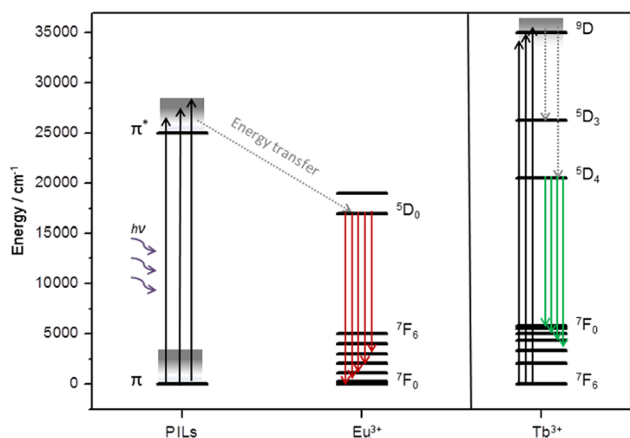 Energy / cm⁻¹
35000
30000
25000
20000
15000
10000
5000
0
π*
hν
π
Energy transfer
⁵D₀
⁷F₆
⁷F₀
⁹D
⁵D₃
⁵D₄
⁷F₀
⁷F₆
PILs
Eu³⁺
Tb³⁺